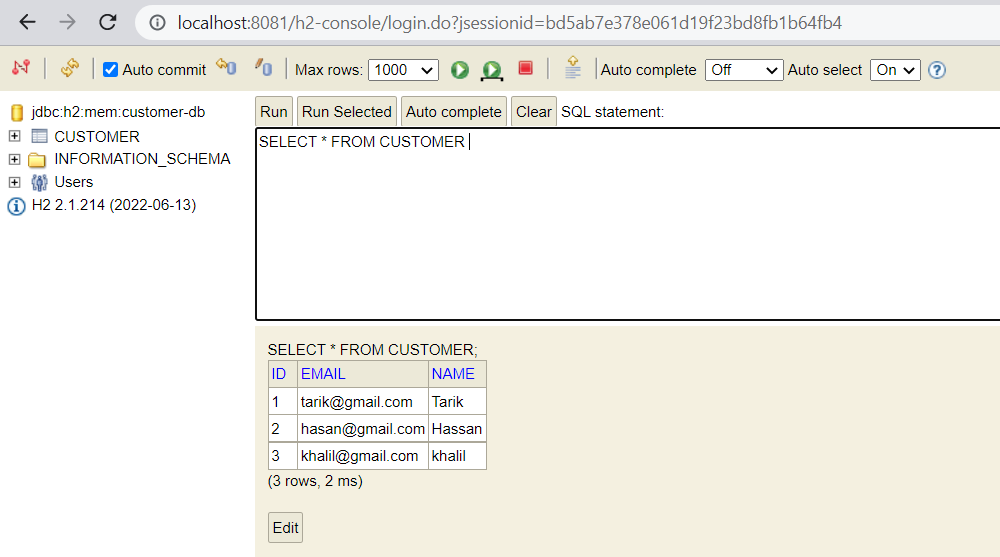 localhost:8081/h2-console/login.do?jsessionid=bd5ab7e378e061d19f23bd8fb1b64fb4
Auto commit Max rows: 1000 Auto complete Off Auto select On ?
jdbc:h2:mem:customer-db
CUSTOMER
INFORMATION_SCHEMA
Users
H2 2.1.214 (2022-06-13)
Run Run Selected Auto complete Clear SQL statement:
SELECT * FROM CUSTOMER
SELECT * FROM CUSTOMER;
ID EMAIL NAME
1 tarik@gmail.com Tarik
2 hasan@gmail.com Hassan
3 khalil@gmail.com khalil
(3 rows, 2 ms)
Edit